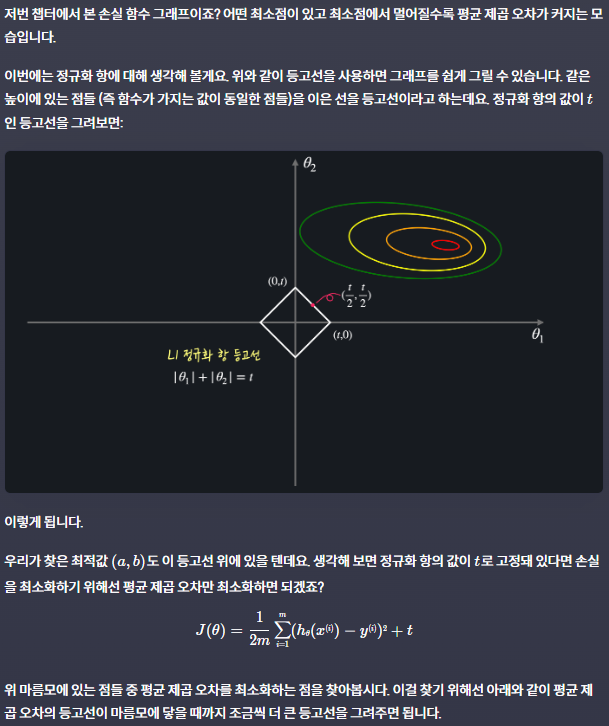 저번 챕터에서 본 손실 함수 그래프이죠? 어떤 최소점이 있고 최소점에서 멀어질수록 평균 제곱 오차가 커지는 모
습입니다.
이번에는 정규화 항에 대해 생각해 볼게요. 위와 같이 등고선을 사용하면 그래프를 쉽게 그릴 수 있습니다. 같은
높이에 있는 점들 (즉 함수가 가지는 값이 동일한 점들)을 이은 선을 등고선이라고 하는데요. 정규화 항의 값이 t
인 등고선을 그려보면:
θ₂
(0,t)
(t/2, t/2)
(t,0)
θ₁
L1 정규화 항 등고선
|θ₁| + |θ₂| = t
이렇게 됩니다.
우리가 찾은 최적값 (a, b)도 이 등고선 위에 있을 텐데요. 생각해 보면 정규화 항의 값이 t로 고정돼 있다면 손실
을 최소화하기 위해선 평균 제곱 오차만 최소화하면 되겠죠?
J(θ) = 1/2m ∑ᵢ₌₁ᵐ (h_θ(x⁽ⁱ⁾) − y⁽ⁱ⁾)² + t
위 마름모에 있는 점들 중 평균 제곱 오차를 최소화하는 점을 찾아봅시다. 이걸 찾기 위해선 아래와 같이 평균 제
곱 오차의 등고선이 마름모에 닿을 때까지 조금씩 더 큰 등고선을 그려주면 됩니다.